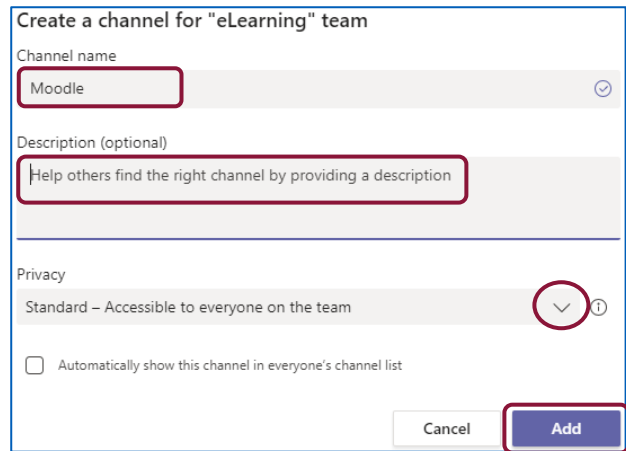 Create a channel for "eLearning" team
Channel name
Moodle
Description (optional)
Help others find the right channel by providing a description
Privacy
Standard – Accessible to everyone on the team
Automatically show this channel in everyone's channel list
Cancel
Add